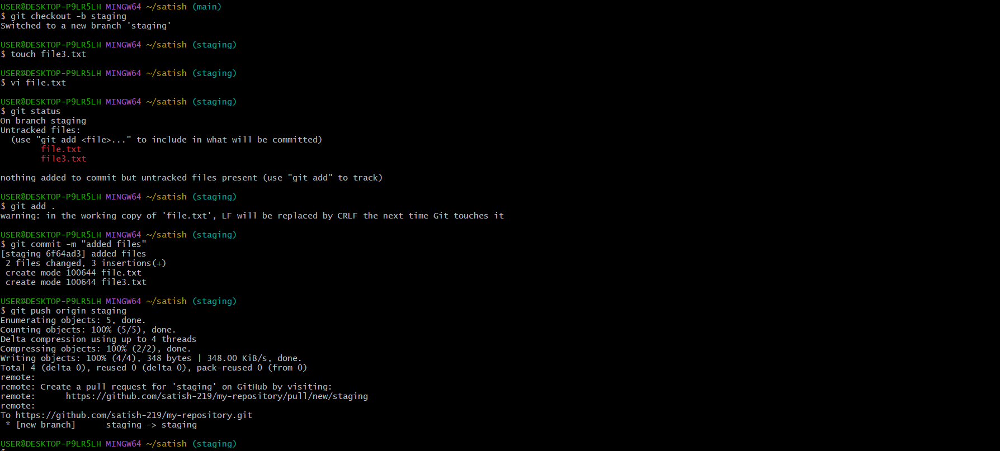 USER@DESKTOP-P9LR5LH MINGW64 ~/satish (main)
$ git checkout -b staging
Switched to a new branch 'staging'

USER@DESKTOP-P9LR5LH MINGW64 ~/satish (staging)
$ touch file3.txt

USER@DESKTOP-P9LR5LH MINGW64 ~/satish (staging)
$ vi file.txt

USER@DESKTOP-P9LR5LH MINGW64 ~/satish (staging)
$ git status
On branch staging
Untracked files:
  (use "git add <file>..." to include in what will be committed)
        file.txt
        file3.txt

nothing added to commit but untracked files present (use "git add" to track)

USER@DESKTOP-P9LR5LH MINGW64 ~/satish (staging)
$ git add .
warning: in the working copy of 'file.txt', LF will be replaced by CRLF the next time Git touches it

USER@DESKTOP-P9LR5LH MINGW64 ~/satish (staging)
$ git commit -m "added files"
[staging 6f64ad3] added files
 2 files changed, 3 insertions(+)
 create mode 100644 file.txt
 create mode 100644 file3.txt

USER@DESKTOP-P9LR5LH MINGW64 ~/satish (staging)
$ git push origin staging
Enumerating objects: 5, done.
Counting objects: 100% (5/5), done.
Delta compression using up to 4 threads
Compressing objects: 100% (2/2), done.
Writing objects: 100% (4/4), 348 bytes | 348.00 KiB/s, done.
Total 4 (delta 0), reused 0 (delta 0), pack-reused 0 (from 0)
remote:
remote: Create a pull request for 'staging' on GitHub by visiting:
remote:      https://github.com/satish-219/my-repository/pull/new/staging
remote:
To https://github.com/satish-219/my-repository.git
 * [new branch]      staging -> staging

USER@DESKTOP-P9LR5LH MINGW64 ~/satish (staging)
$